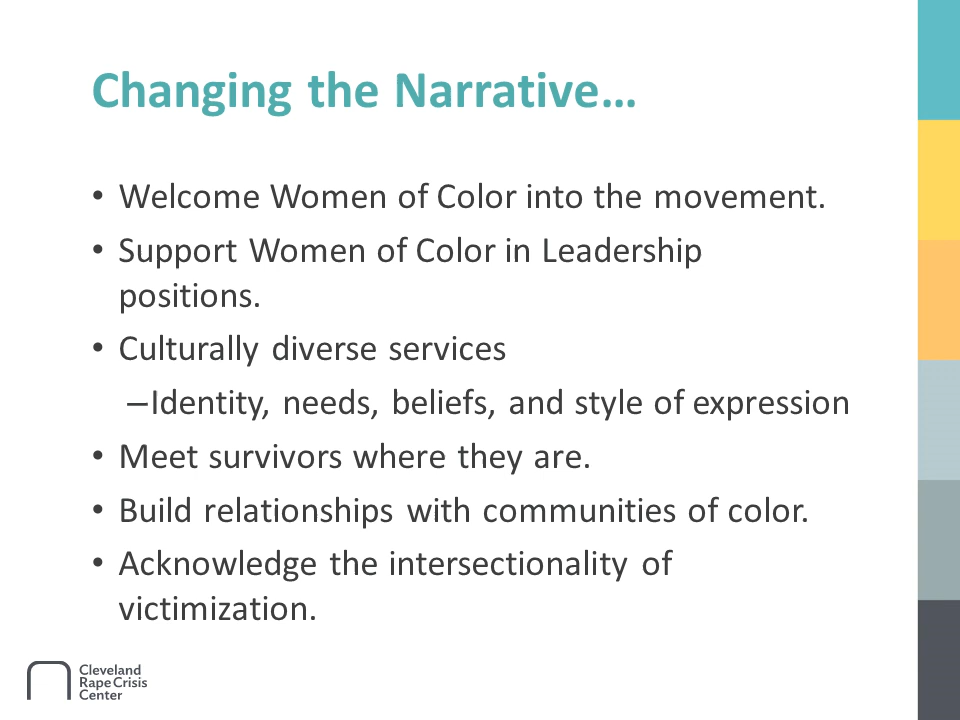 Changing the Narrative…
• Welcome Women of Color into the movement.
• Support Women of Color in Leadership
positions.
• Culturally diverse services
–Identity, needs, beliefs, and style of expression
• Meet survivors where they are.
• Build relationships with communities of color.
• Acknowledge the intersectionality of
victimization.
Cleveland
Rape Crisis
Center